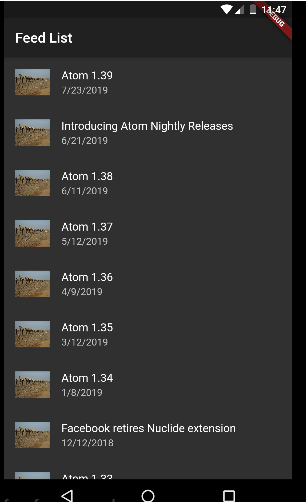 14:47
DEBUG
Feed List
Atom 1.39
7/23/2019
Introducing Atom Nightly Releases
6/21/2019
Atom 1.38
6/11/2019
Atom 1.37
5/12/2019
Atom 1.36
4/9/2019
Atom 1.35
3/12/2019
Atom 1.34
1/8/2019
Facebook retires Nuclide extension
12/12/2018
Atom 1.33